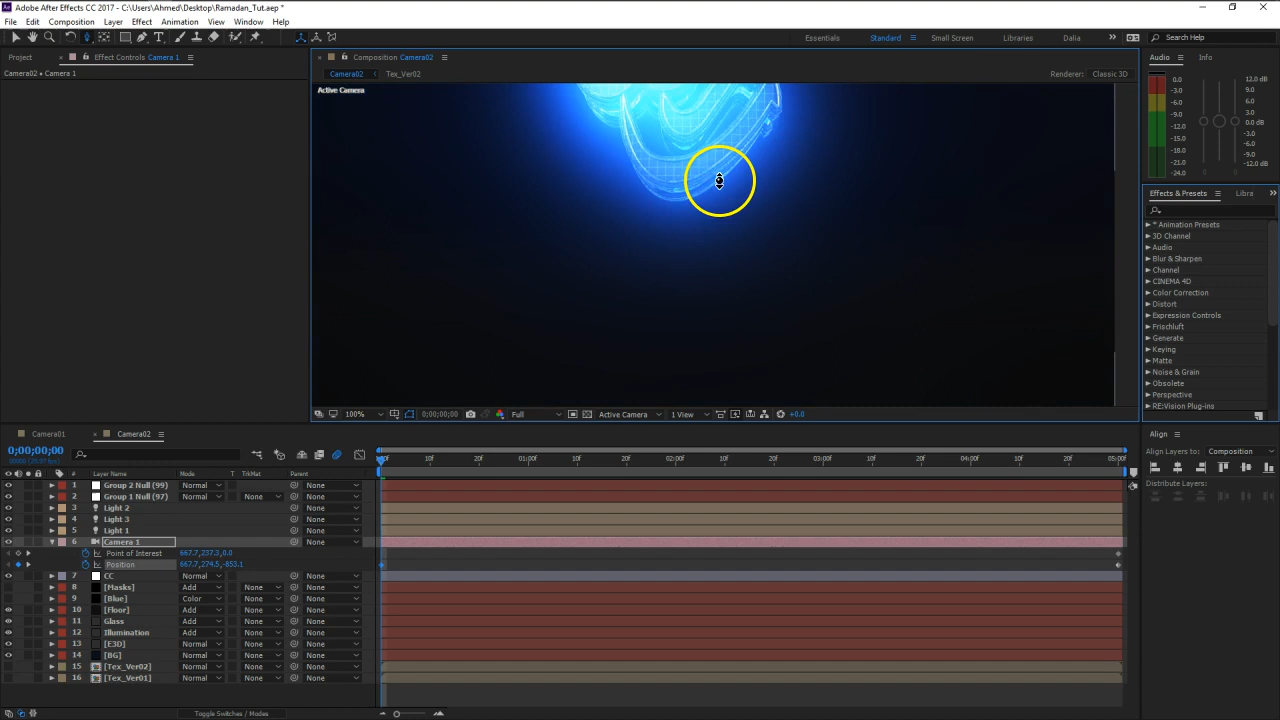 Adobe After Effects CC 2017 - C:\Users\Ahmed\Desktop\Ramadan_Tut.aep *
File Edit Composition Layer Effect Animation View Window Help
Essentials Standard Small Screen Libraries Dalia Search Help
Project Effect Controls Camera 1 Composition Camera02 Audio Info
Camera02 • Camera 1
Camera02 Tex_Ver02 Renderer: Classic 3D
Active Camera
0.0 12.0 dB
-3.0 9.0
-6.0 6.0
-9.0 3.0
-12.0 0.0 dB
-15.0 -3.0
-18.0 -6.0
-21.0 -9.0
-24.0 -12.0 dB
Effects & Presets Libra
* Animation Presets
3D Channel
Audio
Blur & Sharpen
Channel
CINEMA 4D
Color Correction
Distort
Expression Controls
Frischluft
Generate
Keying
Matte
Noise & Grain
Obsolete
Perspective
RE:Vision Plug-ins
100% 0;00;00;00 Full Active Camera 1 View +0.0
Camera01 Camera02
Align
0;00;00;00
Align Layers to: Composition
10f 20f 01:00f 10f 20f 02:00f 10f 20f 03:00f 10f 20f 04:00f 10f 20f 05:00f
# Layer Name Mode T TrkMat Parent
Distribute Layers:
1 Group 2 Null (99) Normal None
2 Group 1 Null (97) Normal None None
3 Light 2 None
4 Light 3 None
5 Light 1 None
6 Camera 1 None
Point of Interest 667.7,237.3,0.0
Position 667.7,274.5,-853.1
7 CC Normal None
8 [Masks] Add None None
9 [Blue] Color None None
10 [Floor] Add None None
11 Glass Add None None
12 Illumination Add None None
13 [E3D] Normal None None
14 [BG] Normal None None
15 [Tex_Ver02] Normal None None
16 [Tex_Ver01] Normal None None
Toggle Switches / Modes